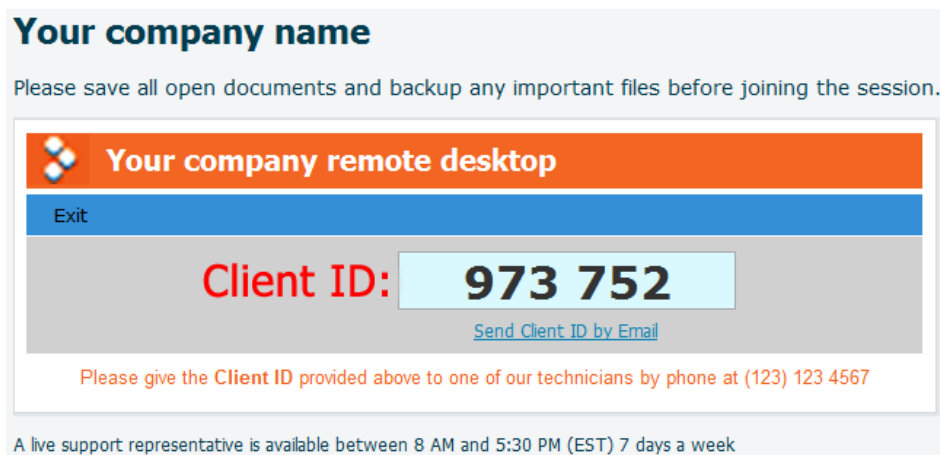 Your company name
Please save all open documents and backup any important files before joining the session.
Your company remote desktop
Exit
Client ID: 973 752
Send Client ID by Email
Please give the Client ID provided above to one of our technicians by phone at (123) 123 4567
A live support representative is available between 8 AM and 5:30 PM (EST) 7 days a week